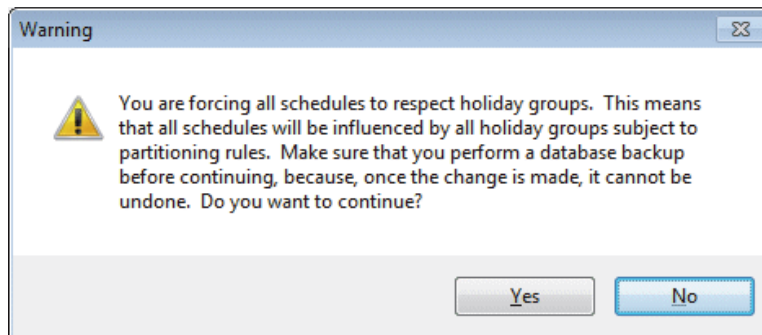 Warning
You are forcing all schedules to respect holiday groups.  This means
that all schedules will be influenced by all holiday groups subject to
partitioning rules.  Make sure that you perform a database backup
before continuing, because, once the change is made, it cannot be
undone.  Do you want to continue?
Yes
No